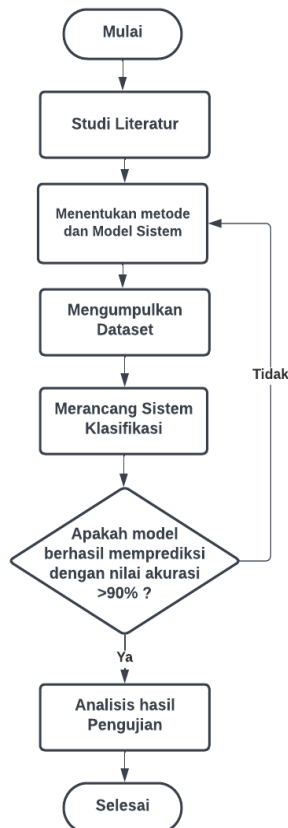 Mulai
Studi Literatur
Menentukan metode
dan Model Sistem
Mengumpulkan
Dataset
Merancang Sistem
Klasifikasi
Tidak
Apakah model
berhasil memprediksi
dengan nilai akurasi
>90% ?
Ya
Analisis hasil
Pengujian
Selesai